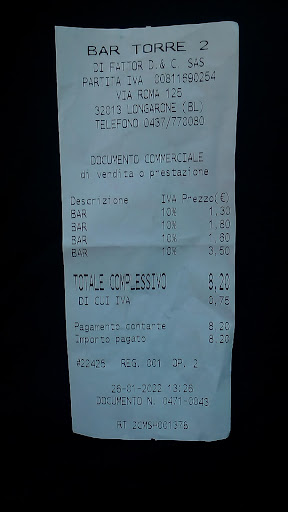 BAR TORRE 2
DI FATTOR D.& C. SAS
PARTITA IVA 00811690254
VIA ROMA 125
32013 LONGARONE (BL)
TELEFONO 0437/770080
DOCUMENTO COMMERCIALE
di vendita o prestazione
Descrizione IVA Prezzo(€)
BAR 10% 1,30
BAR 10% 1,60
BAR 10% 1,80
BAR 10% 3,50
TOTALE COMPLESSIVO 8,20
DI CUI IVA 0,75
Pagamento contante 8,20
Importo pagato 8,20
#22426 REG. 001 OP. 2
26-01-2022 13:26
DOCUMENTO N. 0471-0043
RT